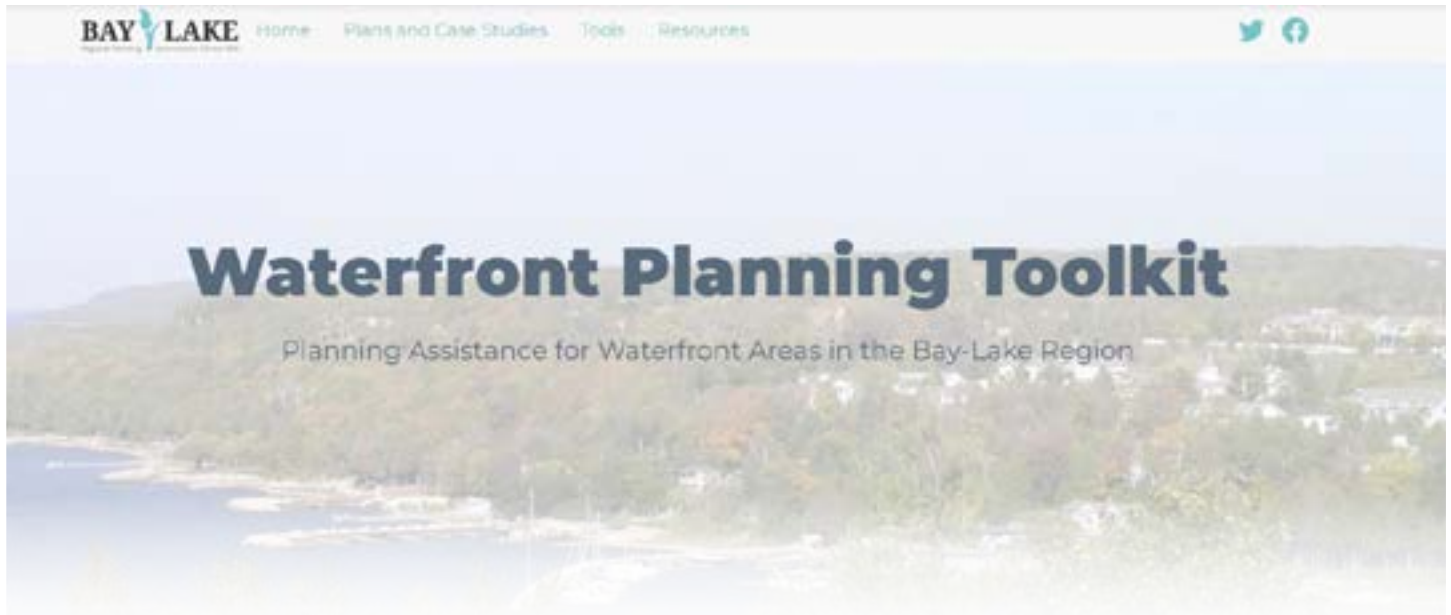 BAY LAKE
Home Plans and Case Studies Tools Resources
Waterfront Planning Toolkit
Planning Assistance for Waterfront Areas in the Bay-Lake Region